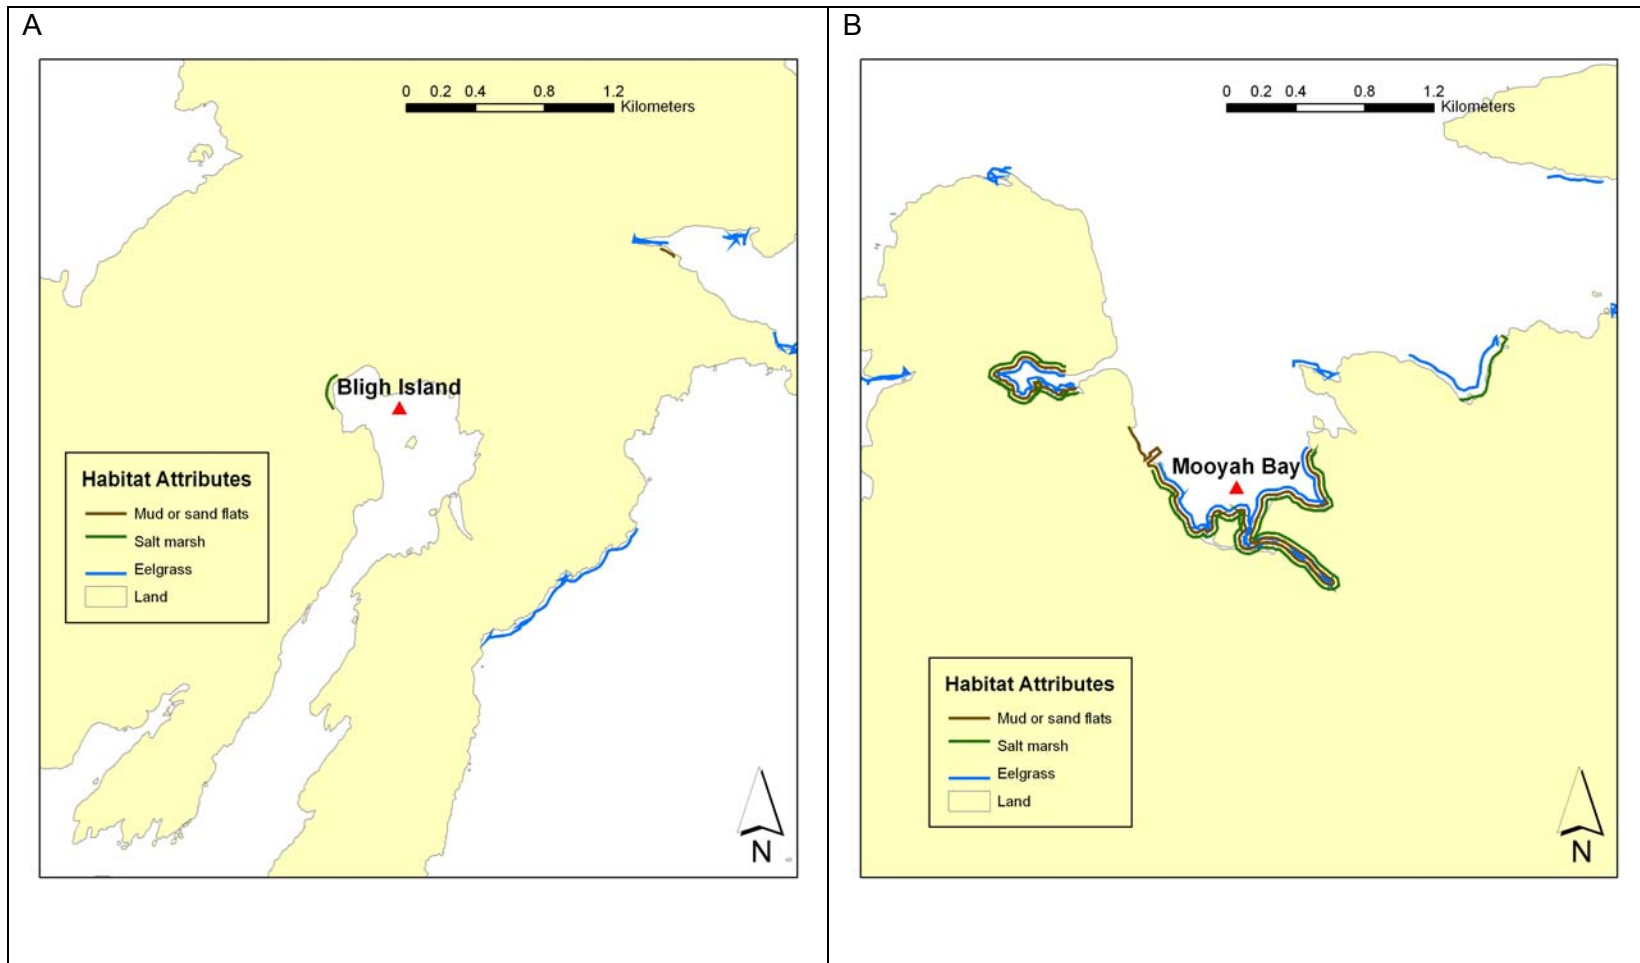 A
0 0.2 0.4 0.8 1.2
Kilometers
Bligh Island
Habitat Attributes
Mud or sand flats
Salt marsh
Eelgrass
Land
N
B
0 0.2 0.4 0.8 1.2
Kilometers
Mooyah Bay
Habitat Attributes
Mud or sand flats
Salt marsh
Eelgrass
Land
N